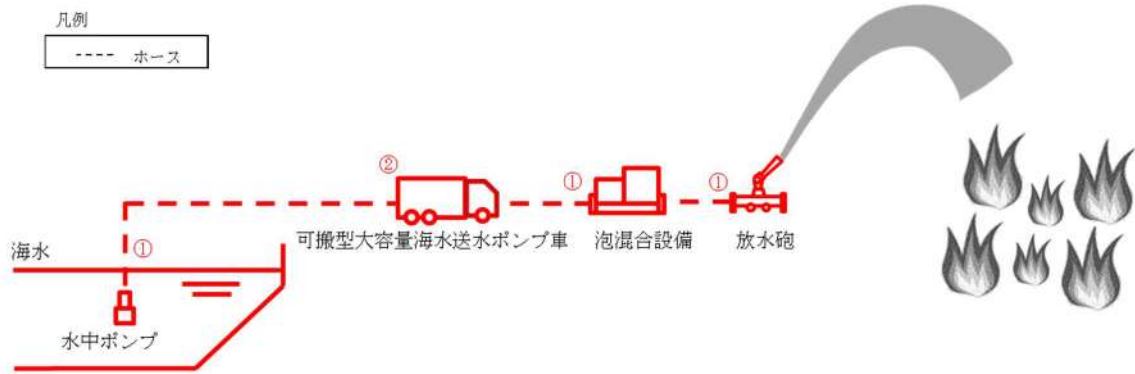 凡例
---- ホース
②
①
①
海水
①
可搬型大容量海水送水ポンプ車
泡混合設備
放水砲
水中ポンプ